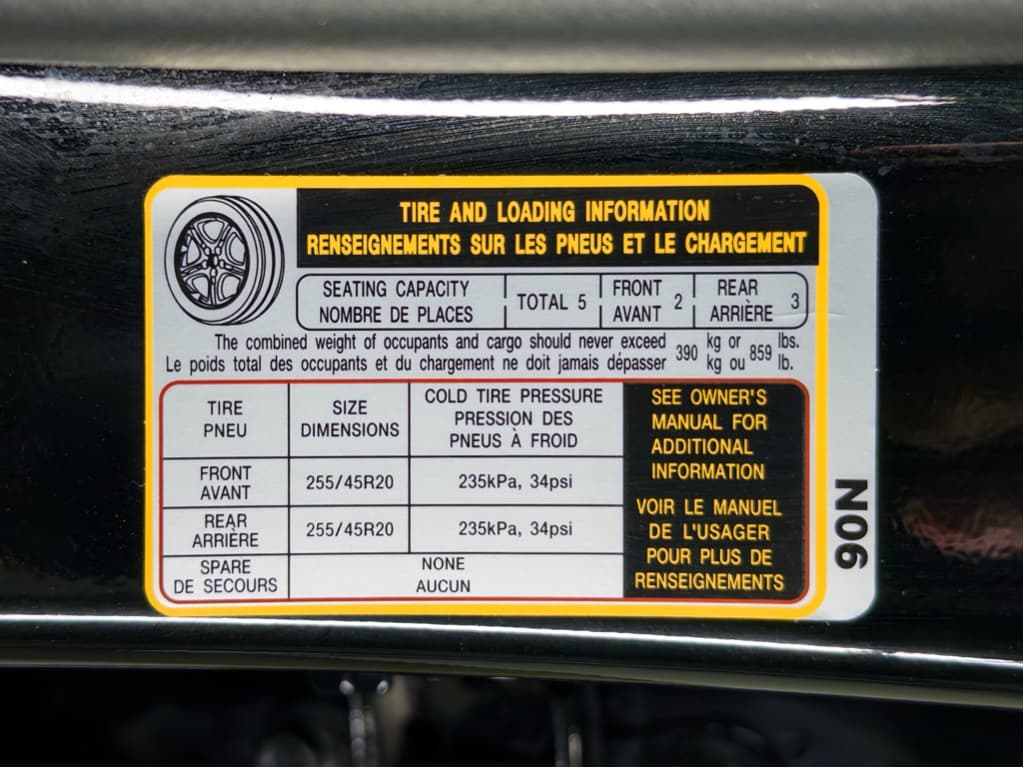 TIRE AND LOADING INFORMATION
RENSEIGNEMENTS SUR LES PNEUS ET LE CHARGEMENT
SEATING CAPACITY
NOMBRE DE PLACES
TOTAL 5
FRONT
AVANT 2
REAR
ARRIÈRE 3
The combined weight of occupants and cargo should never exceed 390 kg or 859 lbs.
Le poids total des occupants et du chargement ne doit jamais dépasser 390 kg ou 859 lb.
TIRE
PNEU
SIZE
DIMENSIONS
COLD TIRE PRESSURE
PRESSION DES
PNEUS À FROID
FRONT
AVANT
255/45R20
235kPa, 34psi
REAR
ARRIÈRE
255/45R20
235kPa, 34psi
SPARE
DE SECOURS
NONE
AUCUN
SEE OWNER'S
MANUAL FOR
ADDITIONAL
INFORMATION
VOIR LE MANUEL
DE L'USAGER
POUR PLUS DE
RENSEIGNEMENTS
90N